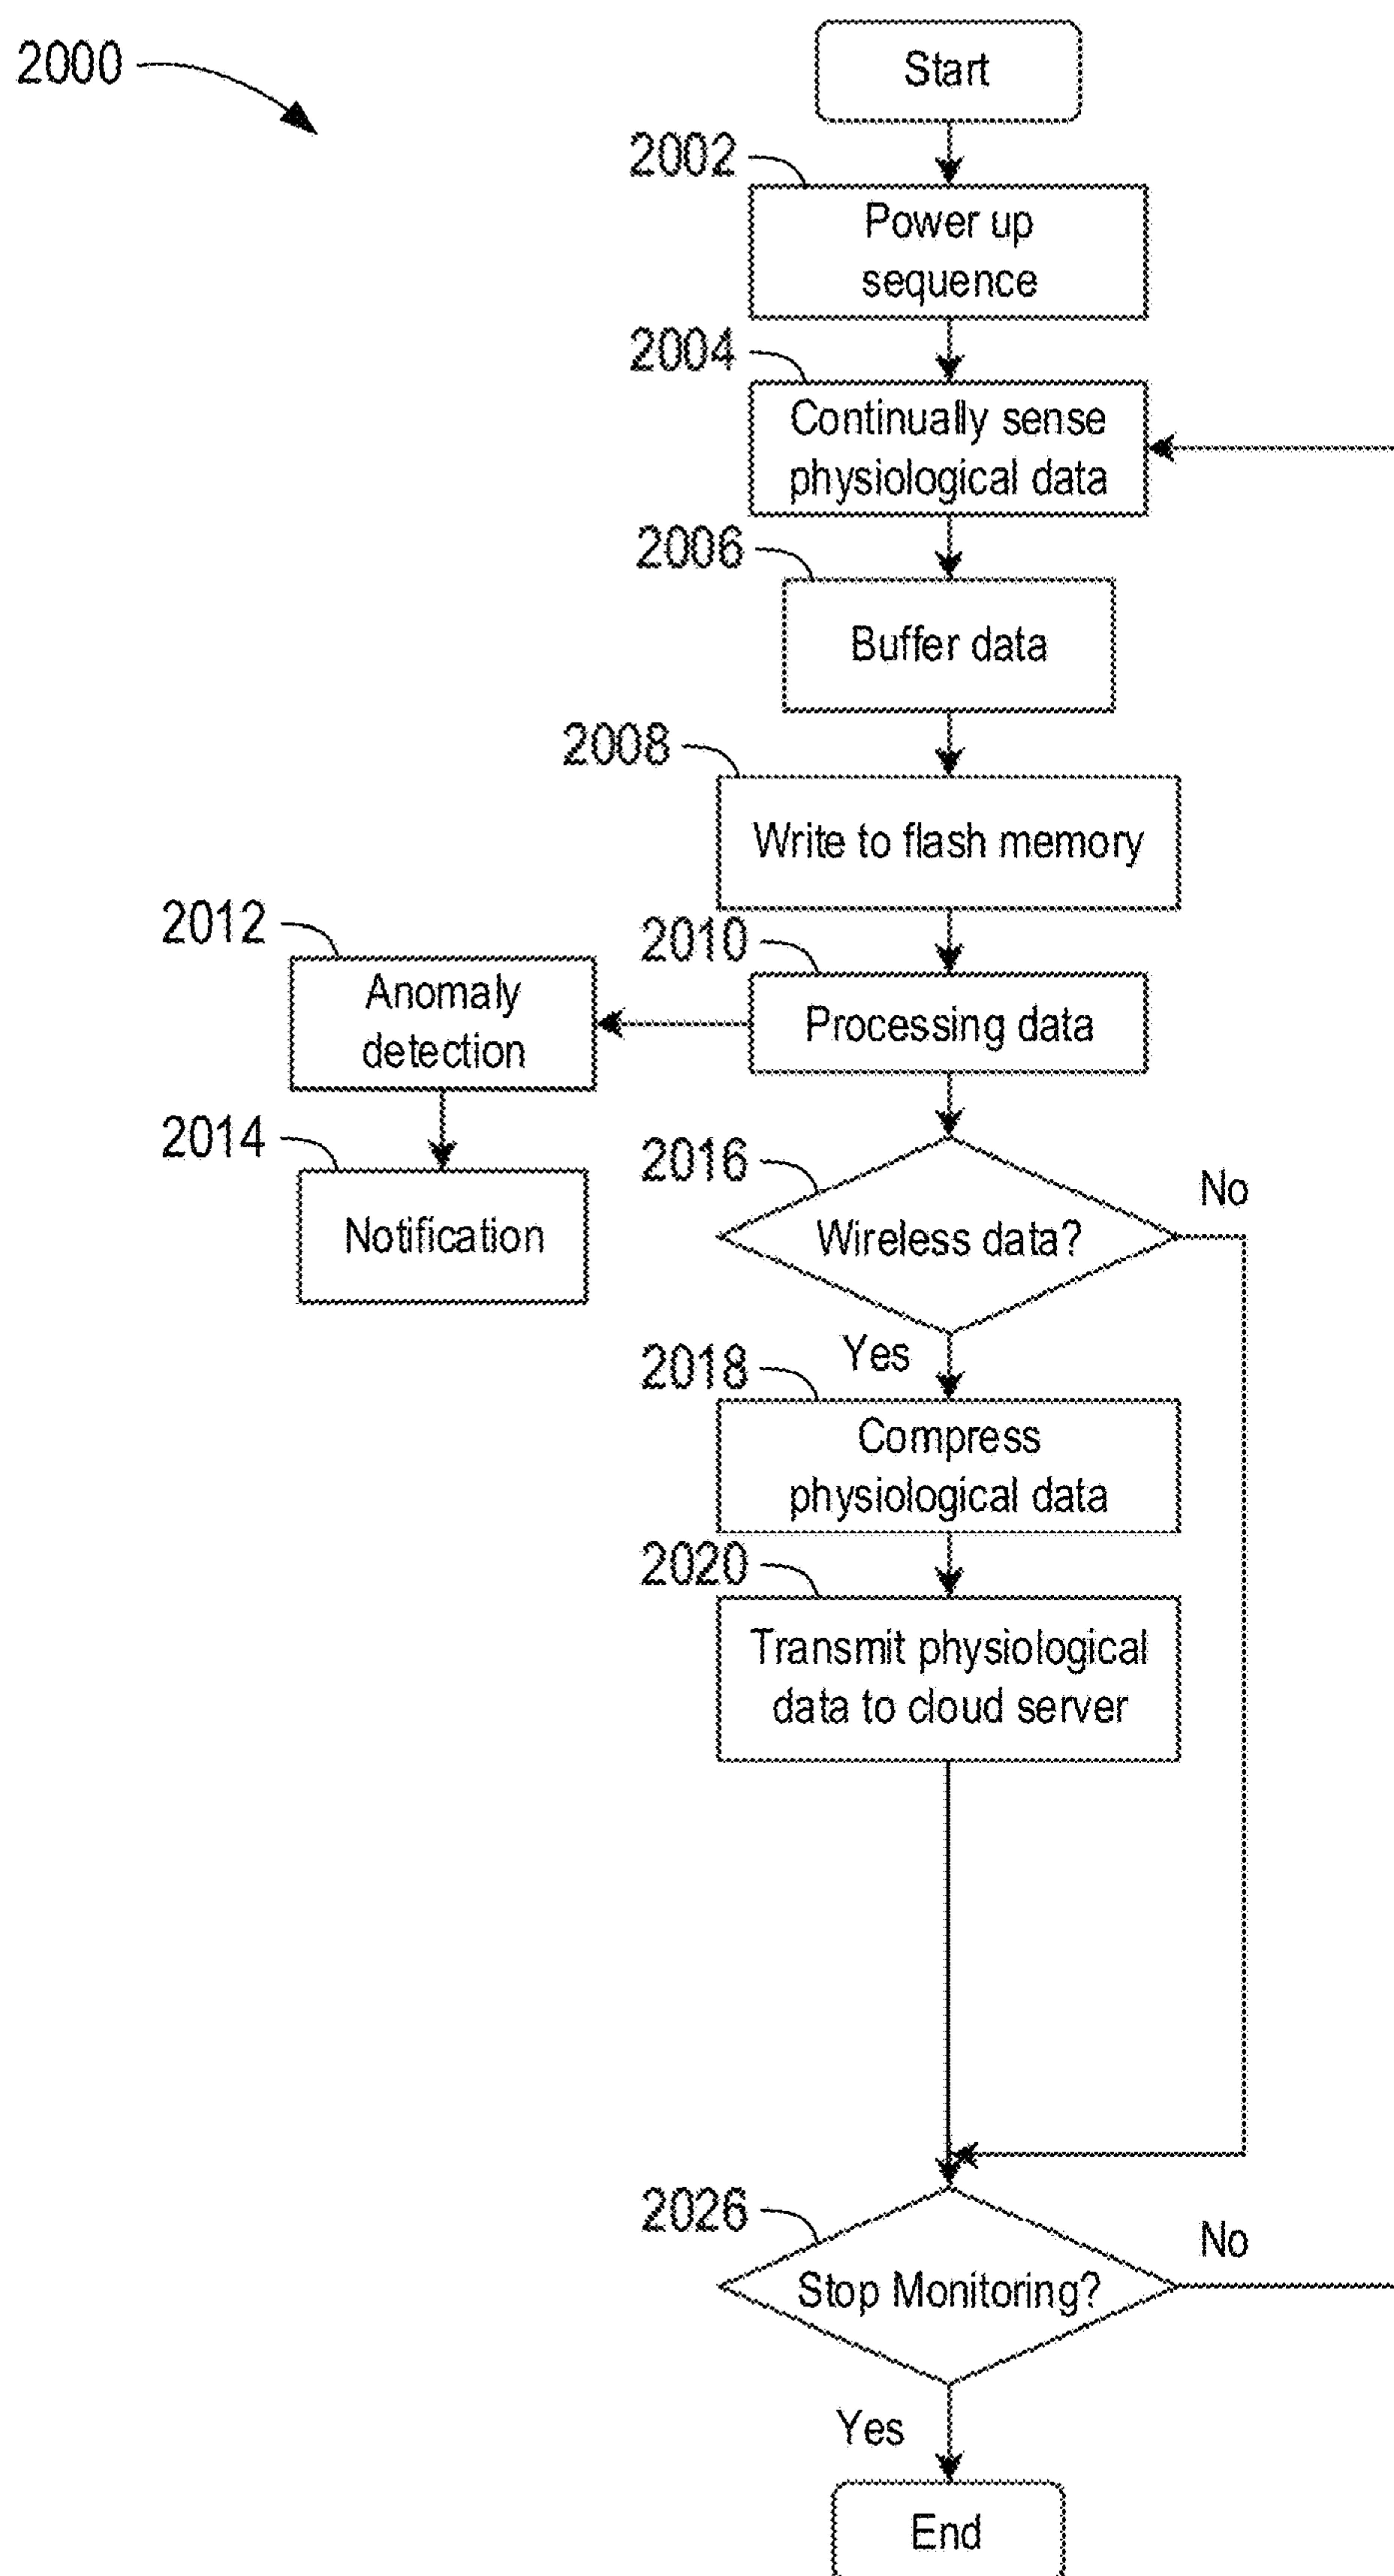 2000
Start
2002
Power up
sequence
2004
Continually sense
physiological data
2006
Buffer data
2008
Write to flash memory
2010
Processing data
2012
Anomaly
detection
2014
Notification
2016
Wireless data?
No
Yes
2018
Compress
physiological data
2020
Transmit physiological
data to cloud server
2026
Stop Monitoring?
No
Yes
End